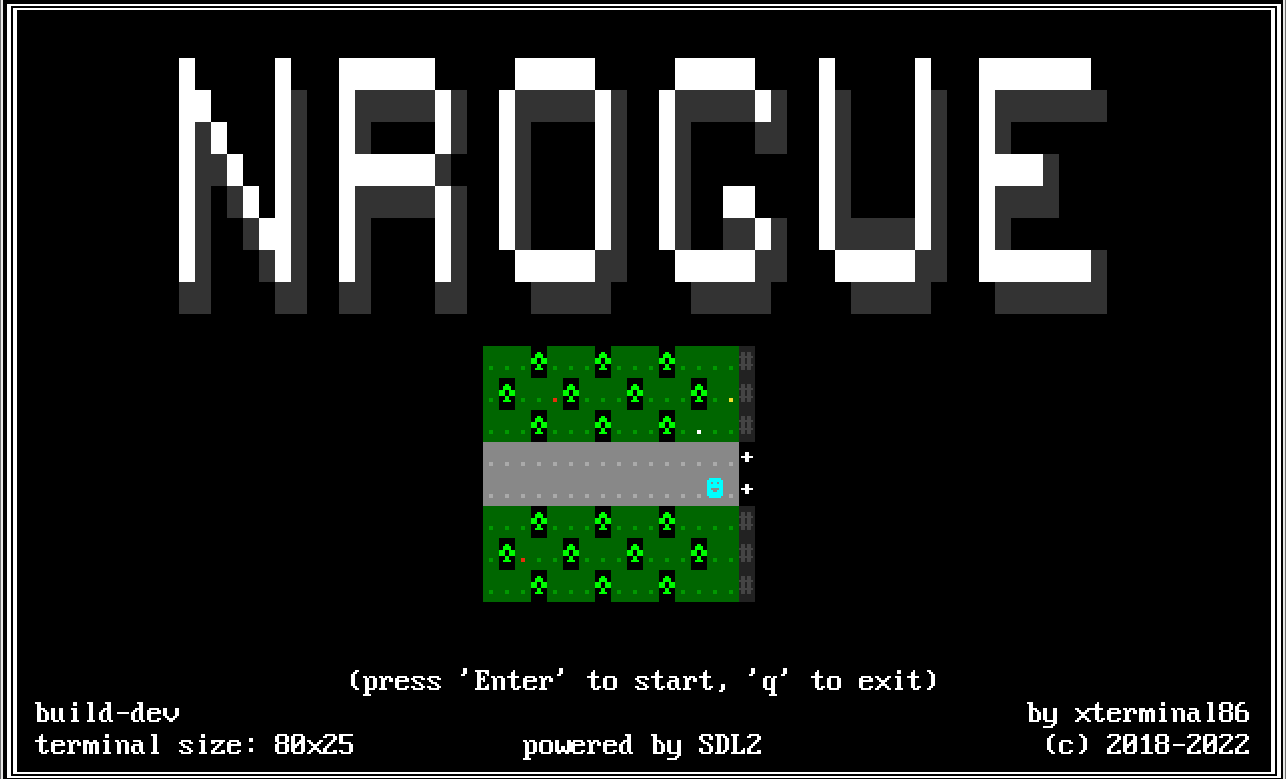 NROGUE
(press 'Enter' to start, 'q' to exit)
build-dev
by xterminal86
terminal size: 80x25
powered by SDL2
(c) 2018-2022